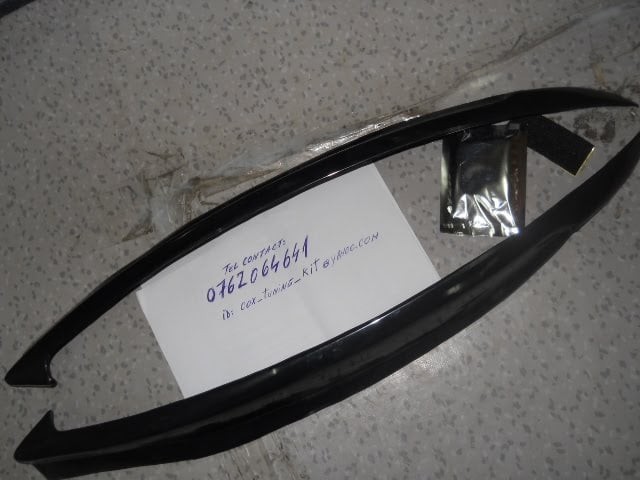 TEL CONTACT:
0762064641
iD: COX_TUNING_KiT@YAHOO.COM